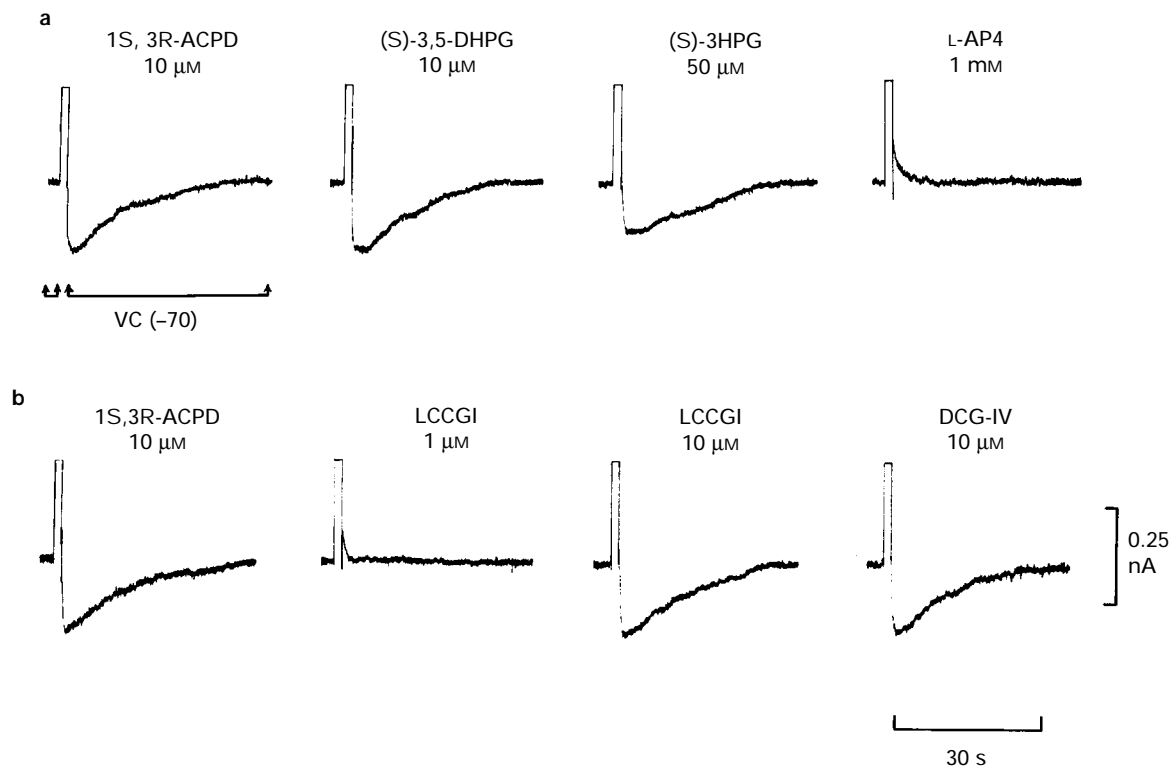 a
1S, 3R-ACPD
10 μM
(S)-3,5-DHPG
10 μM
(S)-3HPG
50 μM
L-AP4
1 mM
VC (–70)
b
1S,3R-ACPD
10 μM
LCCGI
1 μM
LCCGI
10 μM
DCG-IV
10 μM
0.25
nA
30 s